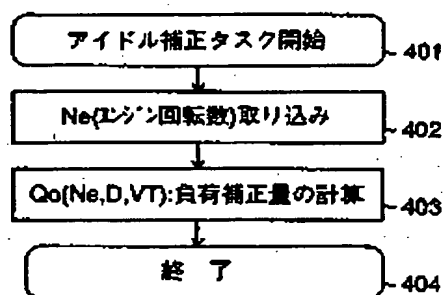 アイドル補正タスク開始
401
Ne(エンジン回転数)取り込み
402
Qo(Ne,D,VT):負荷補正量の計算
403
終 了
404